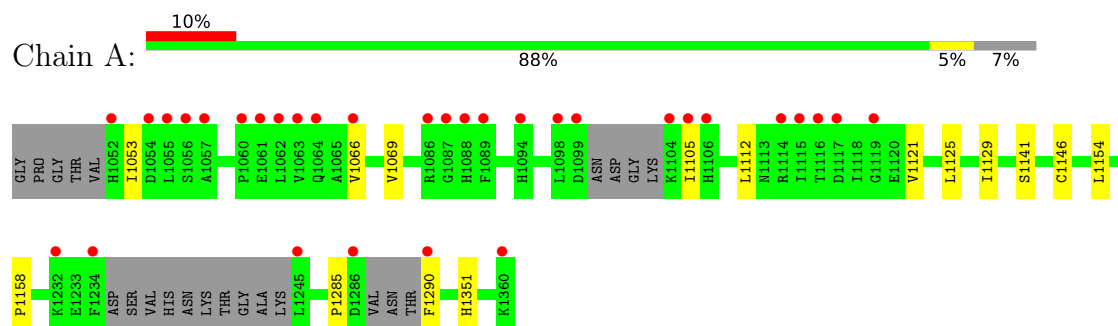 10%
Chain A:
88% 5% 7%
GLY PRO GLY THR VAL H1052 I1053 D1054 L1055 S1056 A1057 P1060 E1061 L1062 V1063 Q1064 A1065 V1066 V1069 R1086 G1087 H1088 F1089 H1094 L1098 D1099 ASN ASP GLY LYS K1104 I1105 H1106 L1112 N1113 R1114 I1115 T1116 D1117 I1118 G1119 E1120 V1121 L1125 I1129 S1141 C1146 L1154
P1158 K1232 E1233 F1234 ASP SER VAL HIS ASN LYS THR GLY ALA LYS L1245 P1285 D1286 VAL ASN THR F1290 H1351 K1360